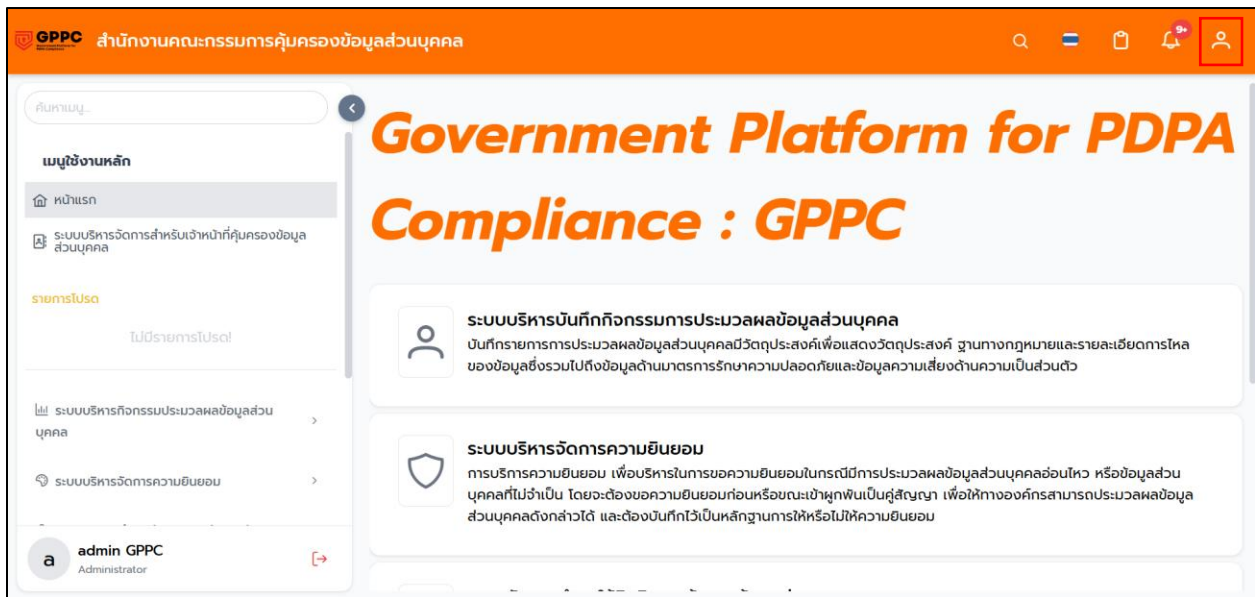 GPPC สำนักงานคณะกรรมการคุ้มครองข้อมูลส่วนบุคคล
9+
ค้นหาเมนู...
เมนูใช้งานหลัก
หน้าแรก
ระบบบริหารจัดการสำหรับเจ้าหน้าที่คุ้มครองข้อมูล
ส่วนบุคคล
รายการโปรด
ไม่มีรายการโปรด!
ระบบบริหารกิจกรรมประมวลผลข้อมูลส่วน
บุคคล
ระบบบริหารจัดการความยินยอม
a
admin GPPC
Administrator
Government Platform for PDPA
Compliance : GPPC
ระบบบริหารบันทึกกิจกรรมการประมวลผลข้อมูลส่วนบุคคล
บันทึกรายการการประมวลผลข้อมูลส่วนบุคคลมีวัตถุประสงค์เพื่อแสดงวัตถุประสงค์ ฐานทางกฎหมายและรายละเอียดการไหล
ของข้อมูลซึ่งรวมไปถึงข้อมูลด้านมาตรการรักษาความปลอดภัยและข้อมูลความเสี่ยงด้านความเป็นส่วนตัว
ระบบบริหารจัดการความยินยอม
การบริการความยินยอม เพื่อบริหารในการขอความยินยอมในกรณีมีการประมวลผลข้อมูลส่วนบุคคลอ่อนไหว หรือข้อมูลส่วน
บุคคลที่ไม่จำเป็น โดยจะต้องขอความยินยอมก่อนหรือขณะเข้าผูกพันเป็นคู่สัญญา เพื่อให้ทางองค์กรสามารถประมวลผลข้อมูล
ส่วนบุคคลดังกล่าวได้ และต้องบันทึกไว้เป็นหลักฐานการให้หรือไม่ให้ความยินยอม